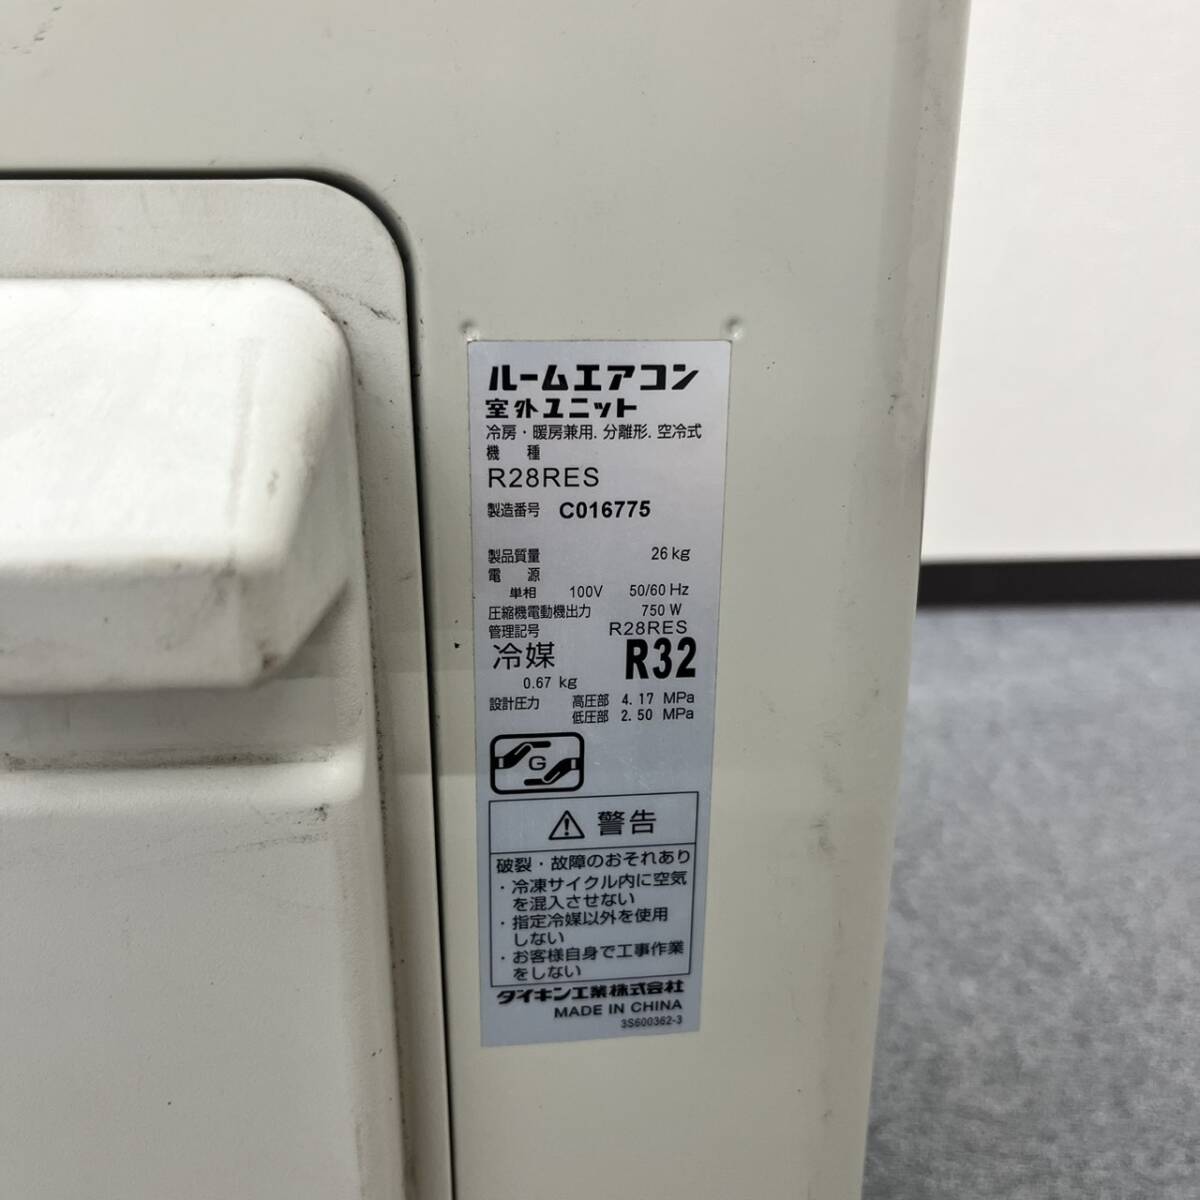 ルームエアコン
室外ユニット
冷房・暖房兼用. 分離形. 空冷式
機 種
R28RES
製造番号 C016775
製品質量 26 kg
電 源
単相 100V 50/60 Hz
圧縮機電動機出力 750 W
管理記号 R28RES
冷媒 R32
0.67 kg
設計圧力 高圧部 4.17 MPa
低圧部 2.50 MPa
G
警告
破裂・故障のおそれあり
・冷凍サイクル内に空気
を混入させない
・指定冷媒以外を使用
しない
・お客様自身で工事作業
をしない
ダイキン工業株式会社
MADE IN CHINA
3S600362-3